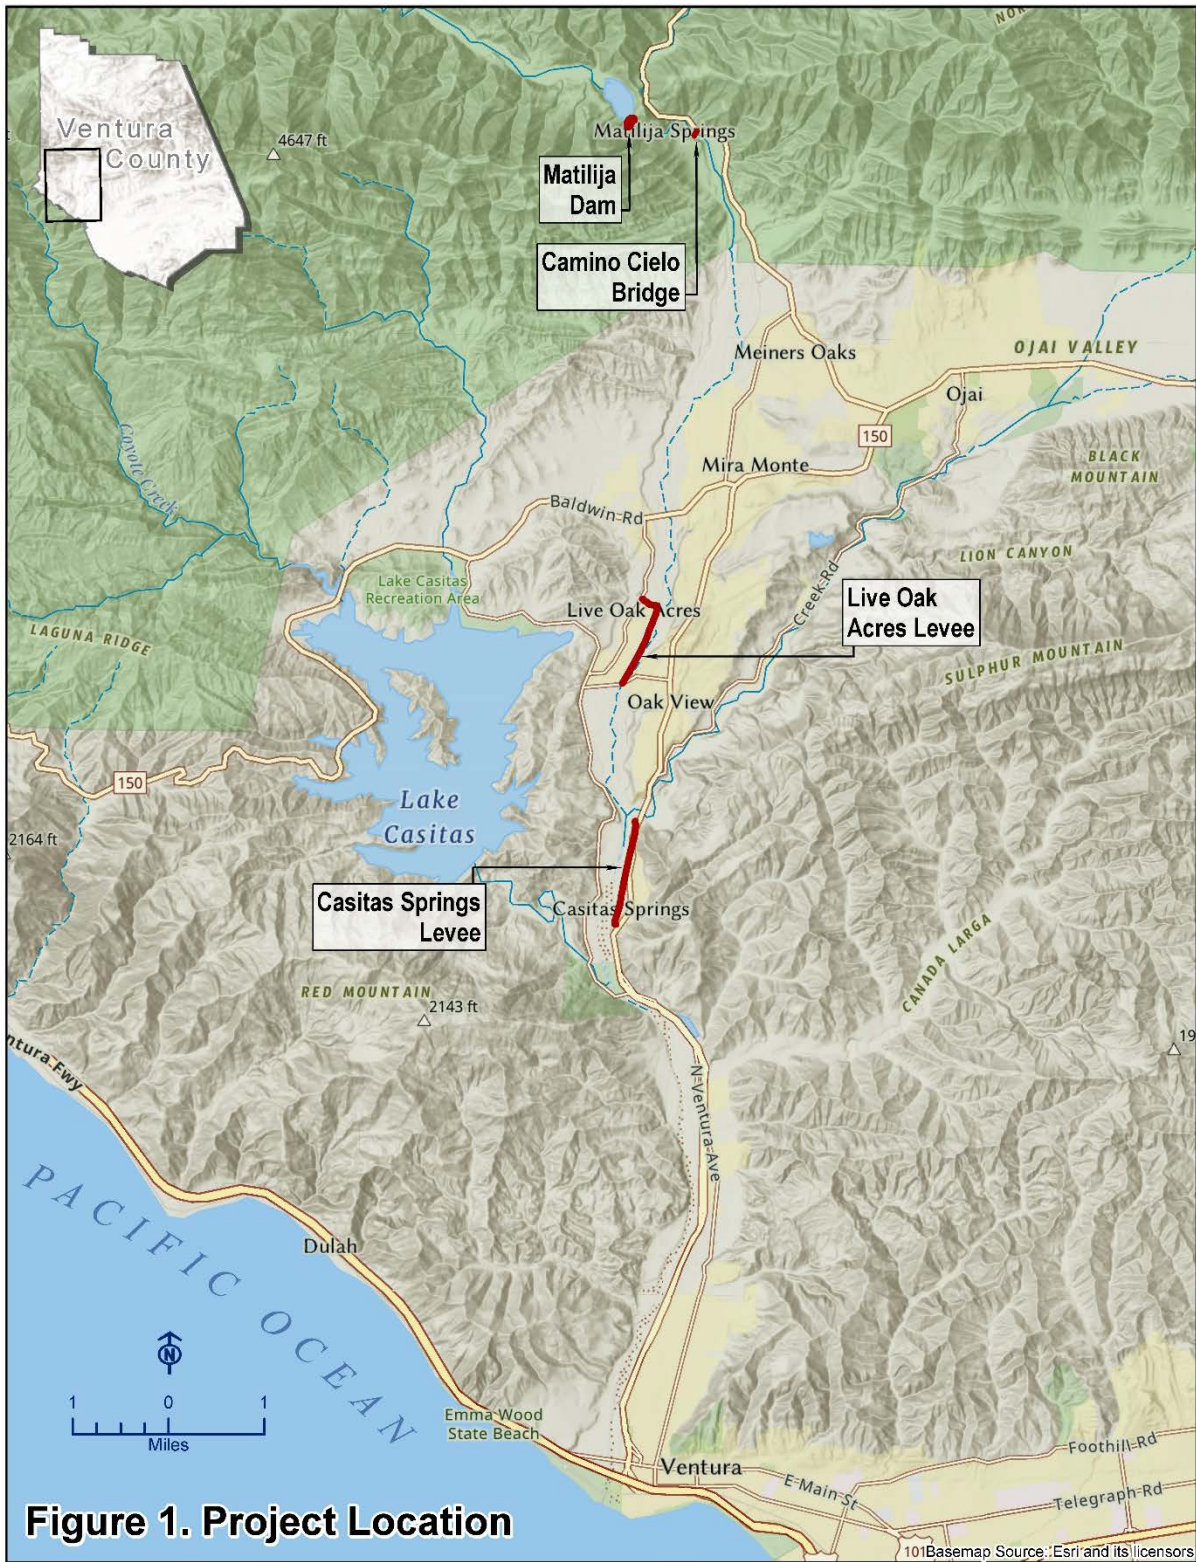 NOR
Ventura
County
4647 ft
Matilija Springs
Matilija
Dam
Camino Cielo
Bridge
Meiners Oaks
OJAI VALLEY
Ojai
150
Coyote Creek
Mira Monte
BLACK
MOUNTAIN
Baldwin Rd
LION CANYON
Lake Casitas
Recreation Area
Creek Rd
Live Oak
Acres Levee
Live Oak Acres
LAGUNA RIDGE
SULPHUR MOUNTAIN
Oak View
150
Lake
Casitas
2164 ft
Casitas Springs
Levee
Casitas Springs
CANADA LARGA
RED MOUNTAIN
2143 ft
19
ntura Fwy
N Ventura Ave
PACIFIC OCEAN
Dulah
N
1 0 1
Miles
Emma Wood
State Beach
Foothill Rd
Ventura
E Main St
Telegraph Rd
Figure 1. Project Location
101
Basemap Source: Esri and its licensors